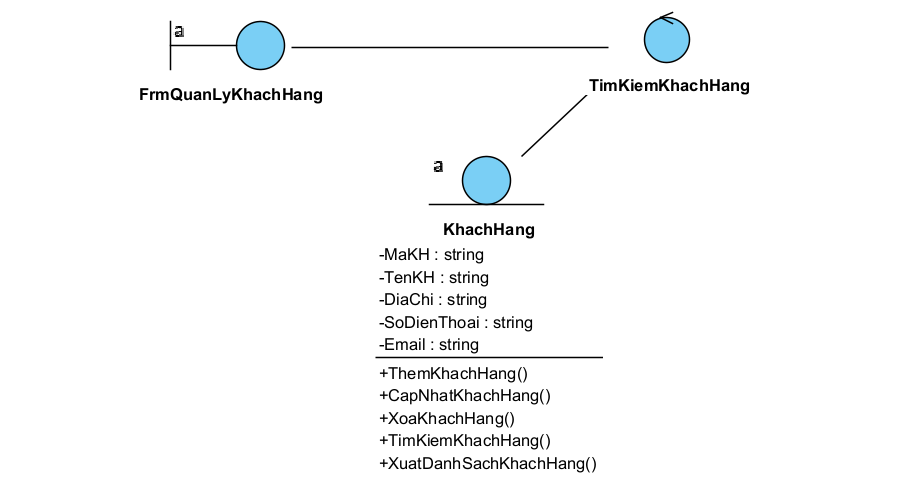 a
FrmQuanLyKhachHang
TimKiemKhachHang
a
KhachHang
-MaKH : string
-TenKH : string
-DiaChi : string
-SoDienThoai : string
-Email : string
+ThemKhachHang()
+CapNhatKhachHang()
+XoaKhachHang()
+TimKiemKhachHang()
+XuatDanhSachKhachHang()